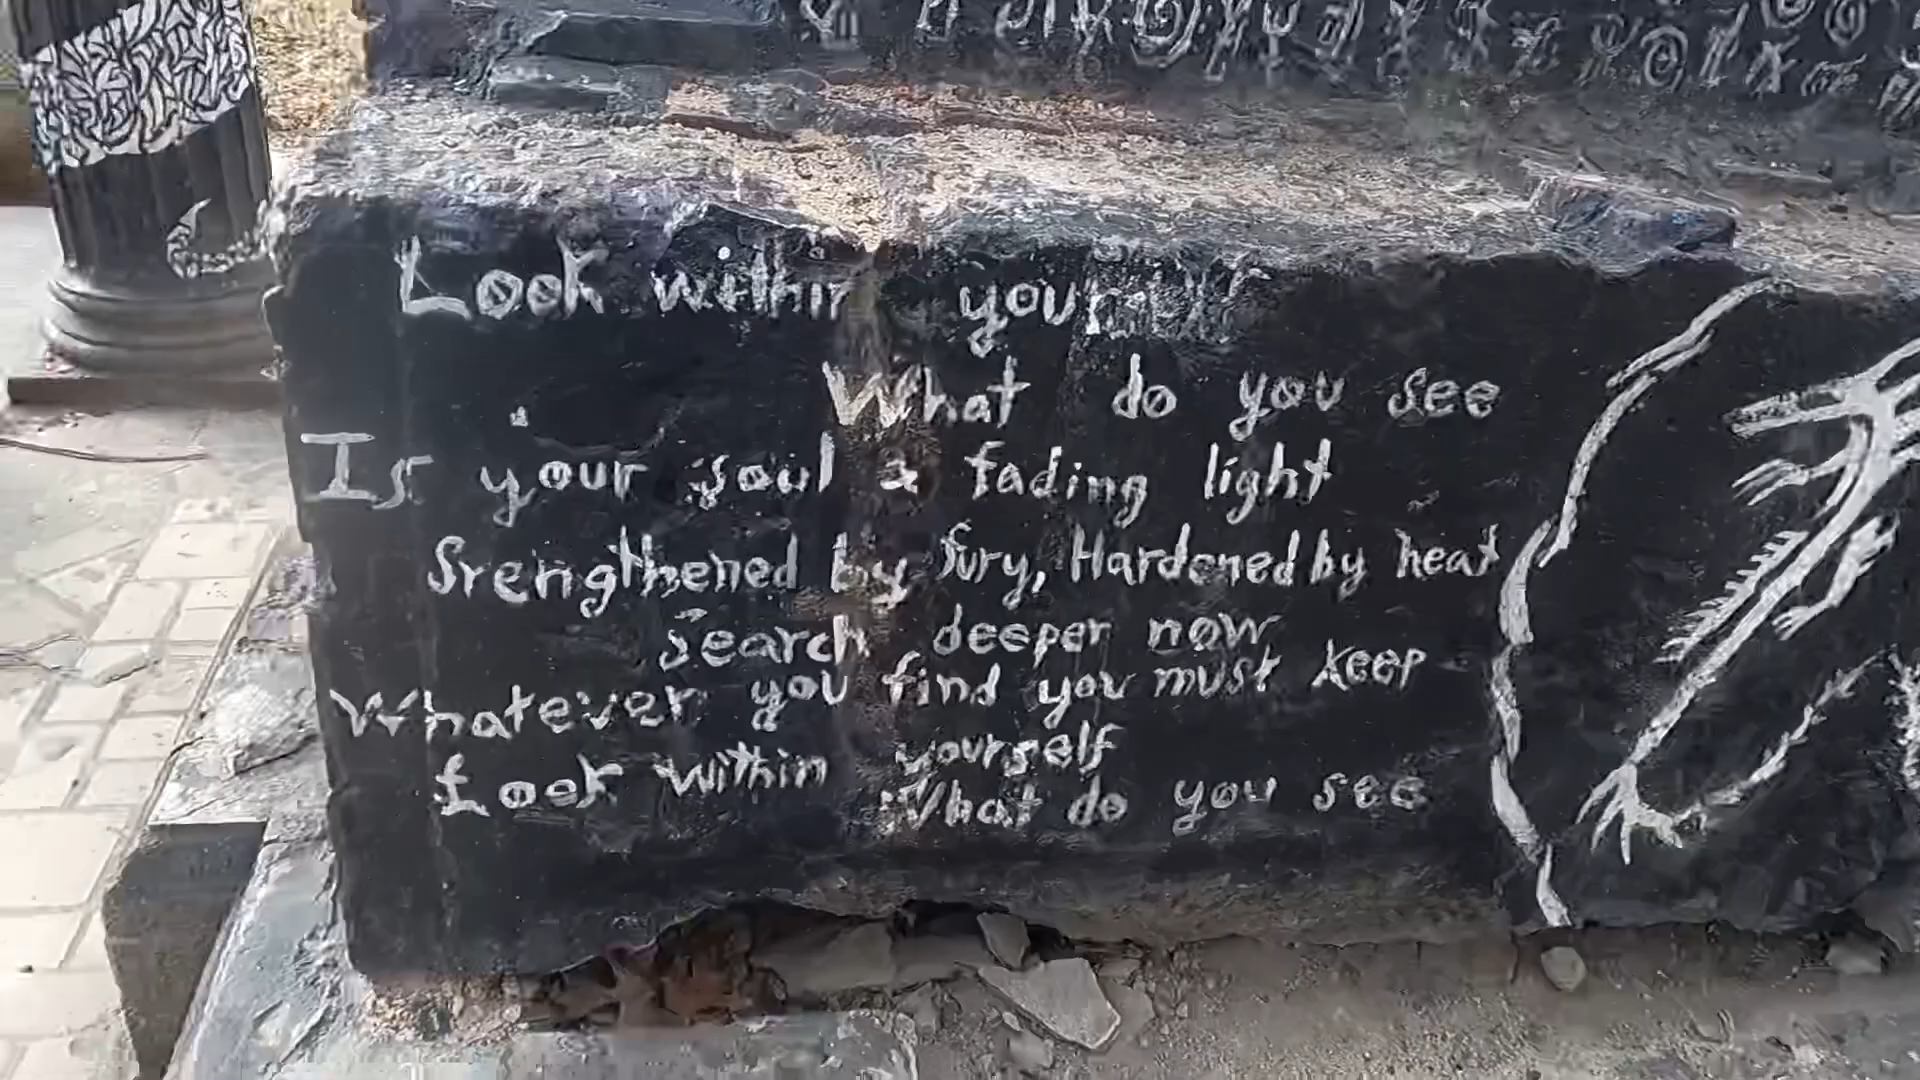 Look within yourself
What do you see
Is your soul a fading light
Srengthened by fury, Hardened by heat
Search deeper now
Whatever you find you must keep
Look within yourself
What do you see